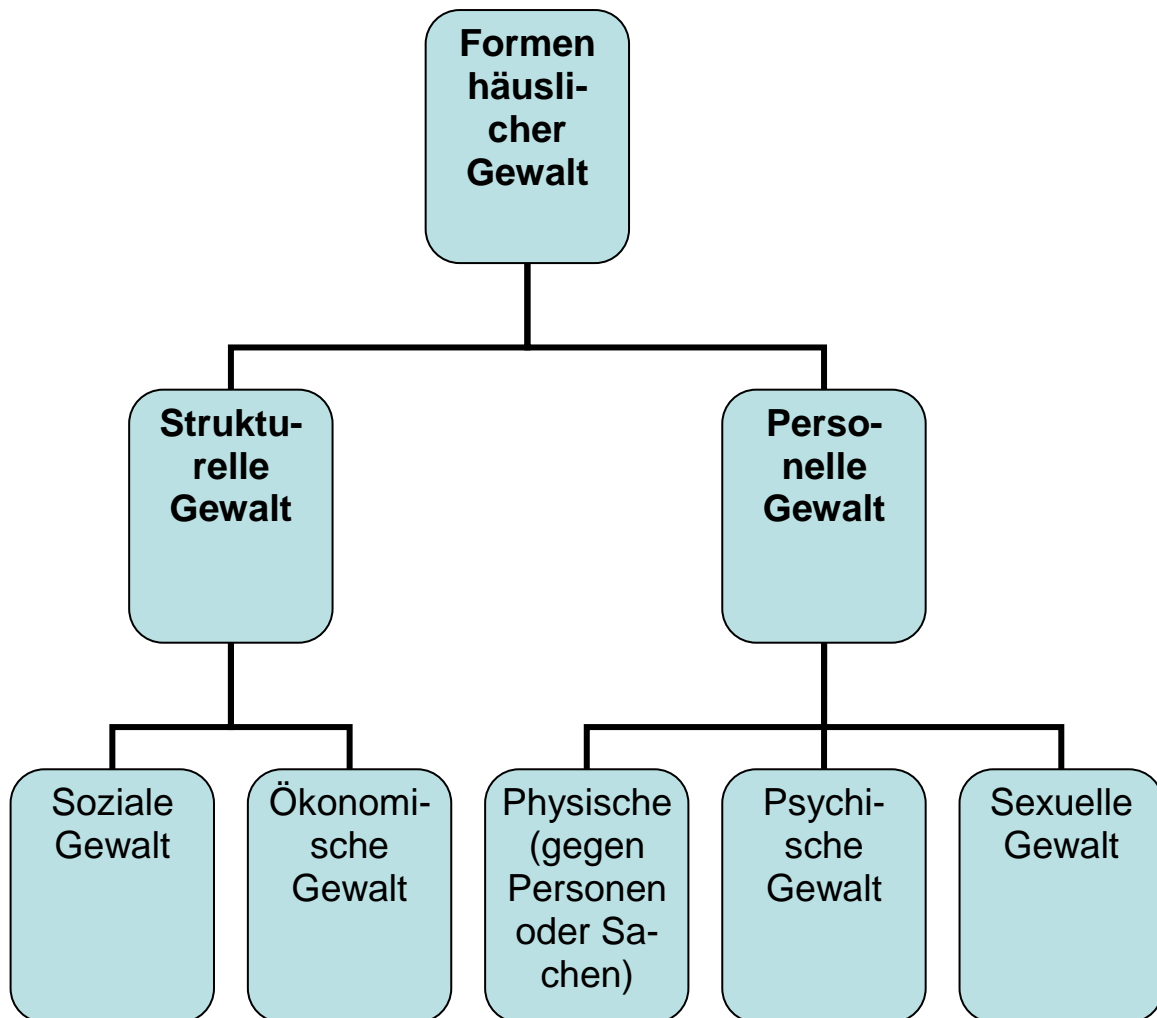 Formen
häusli-
cher
Gewalt
Struktu-
relle
Gewalt
Perso-
nelle
Gewalt
Soziale
Gewalt
Ökonomi-
sche
Gewalt
Physische
(gegen
Personen
oder Sa-
chen)
Psychi-
sche
Gewalt
Sexuelle
Gewalt